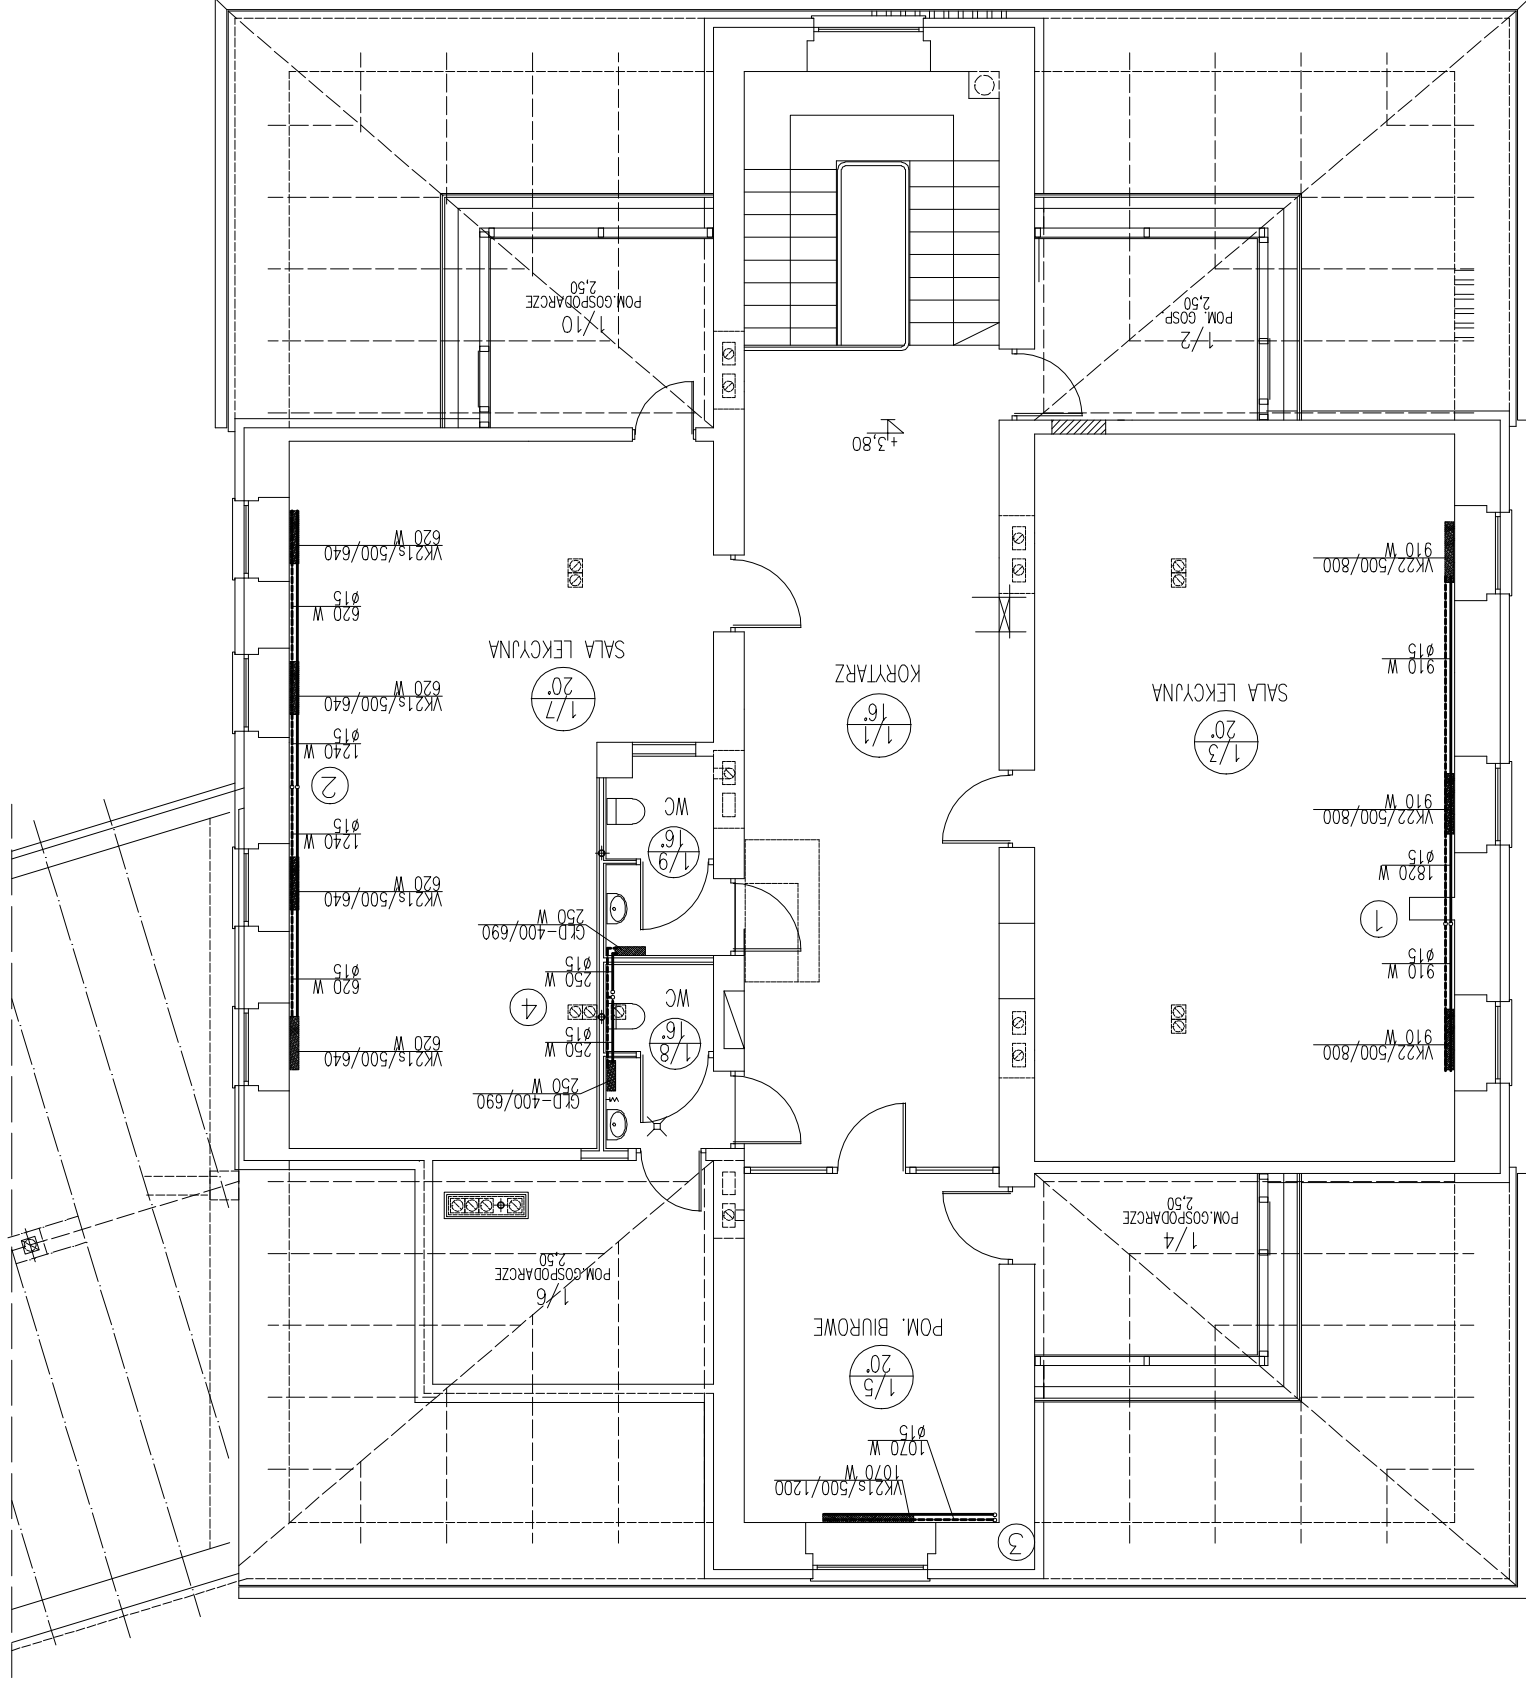 3
VK21s/500/1200
1070 W
1070 W
ø15
1/5
20°
POM. BIUROWE
1/6
POM.GOSPODARCZE
2,50
1/4
POM.GOSPODARCZE
2,50
GŁD-400/690
250 W
VK22/500/800
910 W
VK21s/500/640
620 W
1/8
16°
WC
250 W
ø15
4
250 W
ø15
910 W
ø15
620 W
ø15
GŁD-400/690
250 W
1
VK21s/500/640
620 W
1820 W
ø15
1/9
16°
WC
1240 W
ø15
VK22/500/800
910 W
2
1/3
20°
SALA LEKCYJNA
1/1
16°
KORYTARZ
1240 W
ø15
1/7
20°
SALA LEKCYJNA
VK21s/500/640
620 W
910 W
ø15
620 W
ø15
VK22/500/800
910 W
VK21s/500/640
620 W
+3,80
1/2
POM. GOSP.
2,50
1/10
POM.GOSPODARCZE
2,50